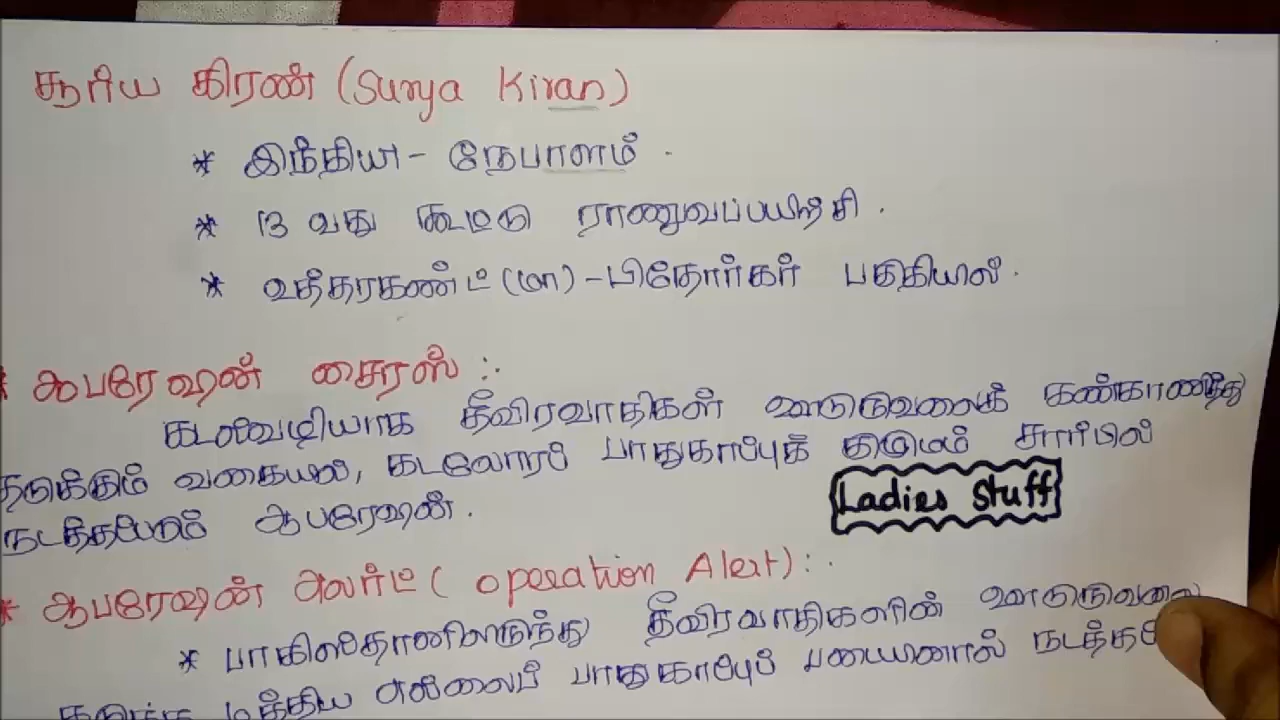 சூரிய கிரண் (Surya Kiran)
* இந்தியா - நேபாளம் .
* 13 வது கூட்டு ராணுவப்பயிற்சி .
* உத்தரகண்ட் (மா) - பிதோர்கர் பகுதியில் .
* ஆபரேஷன் சைரஸ் :.
கடல்வழியாக தீவிரவாதிகள் ஊடுருவலைக் கண்காணித்து
தடுக்கும் வகையில், கடலோரப் பாதுகாப்புக் குழுமம் சார்பில்
நடத்தப்பெறும் ஆபரேஷன் .
Ladies Stuff
* ஆபரேஷன் அலர்ட் ( Operation Alert) :.
* பாகிஸ்தானிலிருந்து தீவிரவாதிகளின் ஊடுருவலை
மத்திய எல்லைப் பாதுகாப்புப் படையினால்